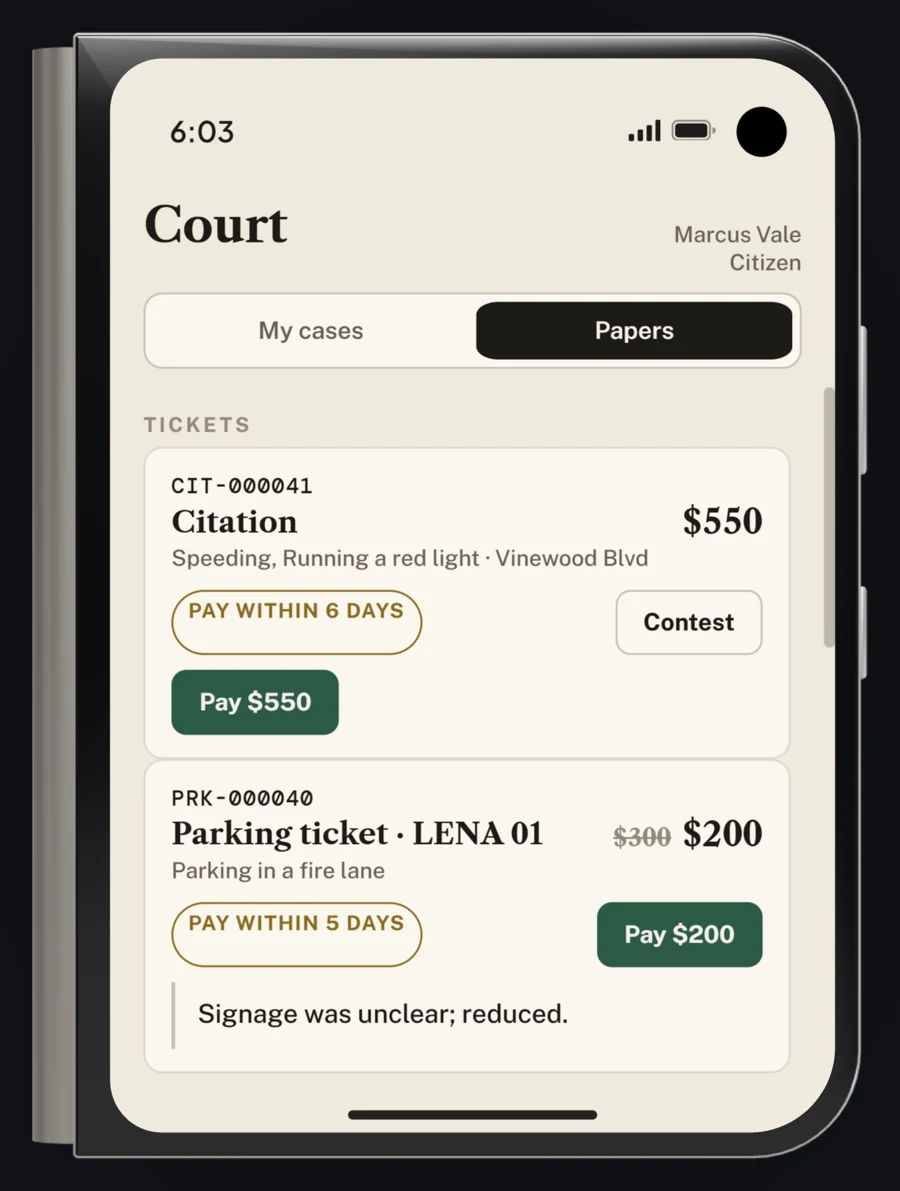 6:03
Court
Marcus Vale
Citizen
My cases
Papers
TICKETS
CIT-000041
Citation
$550
Speeding, Running a red light · Vinewood Blvd
PAY WITHIN 6 DAYS
Contest
Pay $550
PRK-000040
Parking ticket · LENA 01
$300 $200
Parking in a fire lane
PAY WITHIN 5 DAYS
Pay $200
Signage was unclear; reduced.